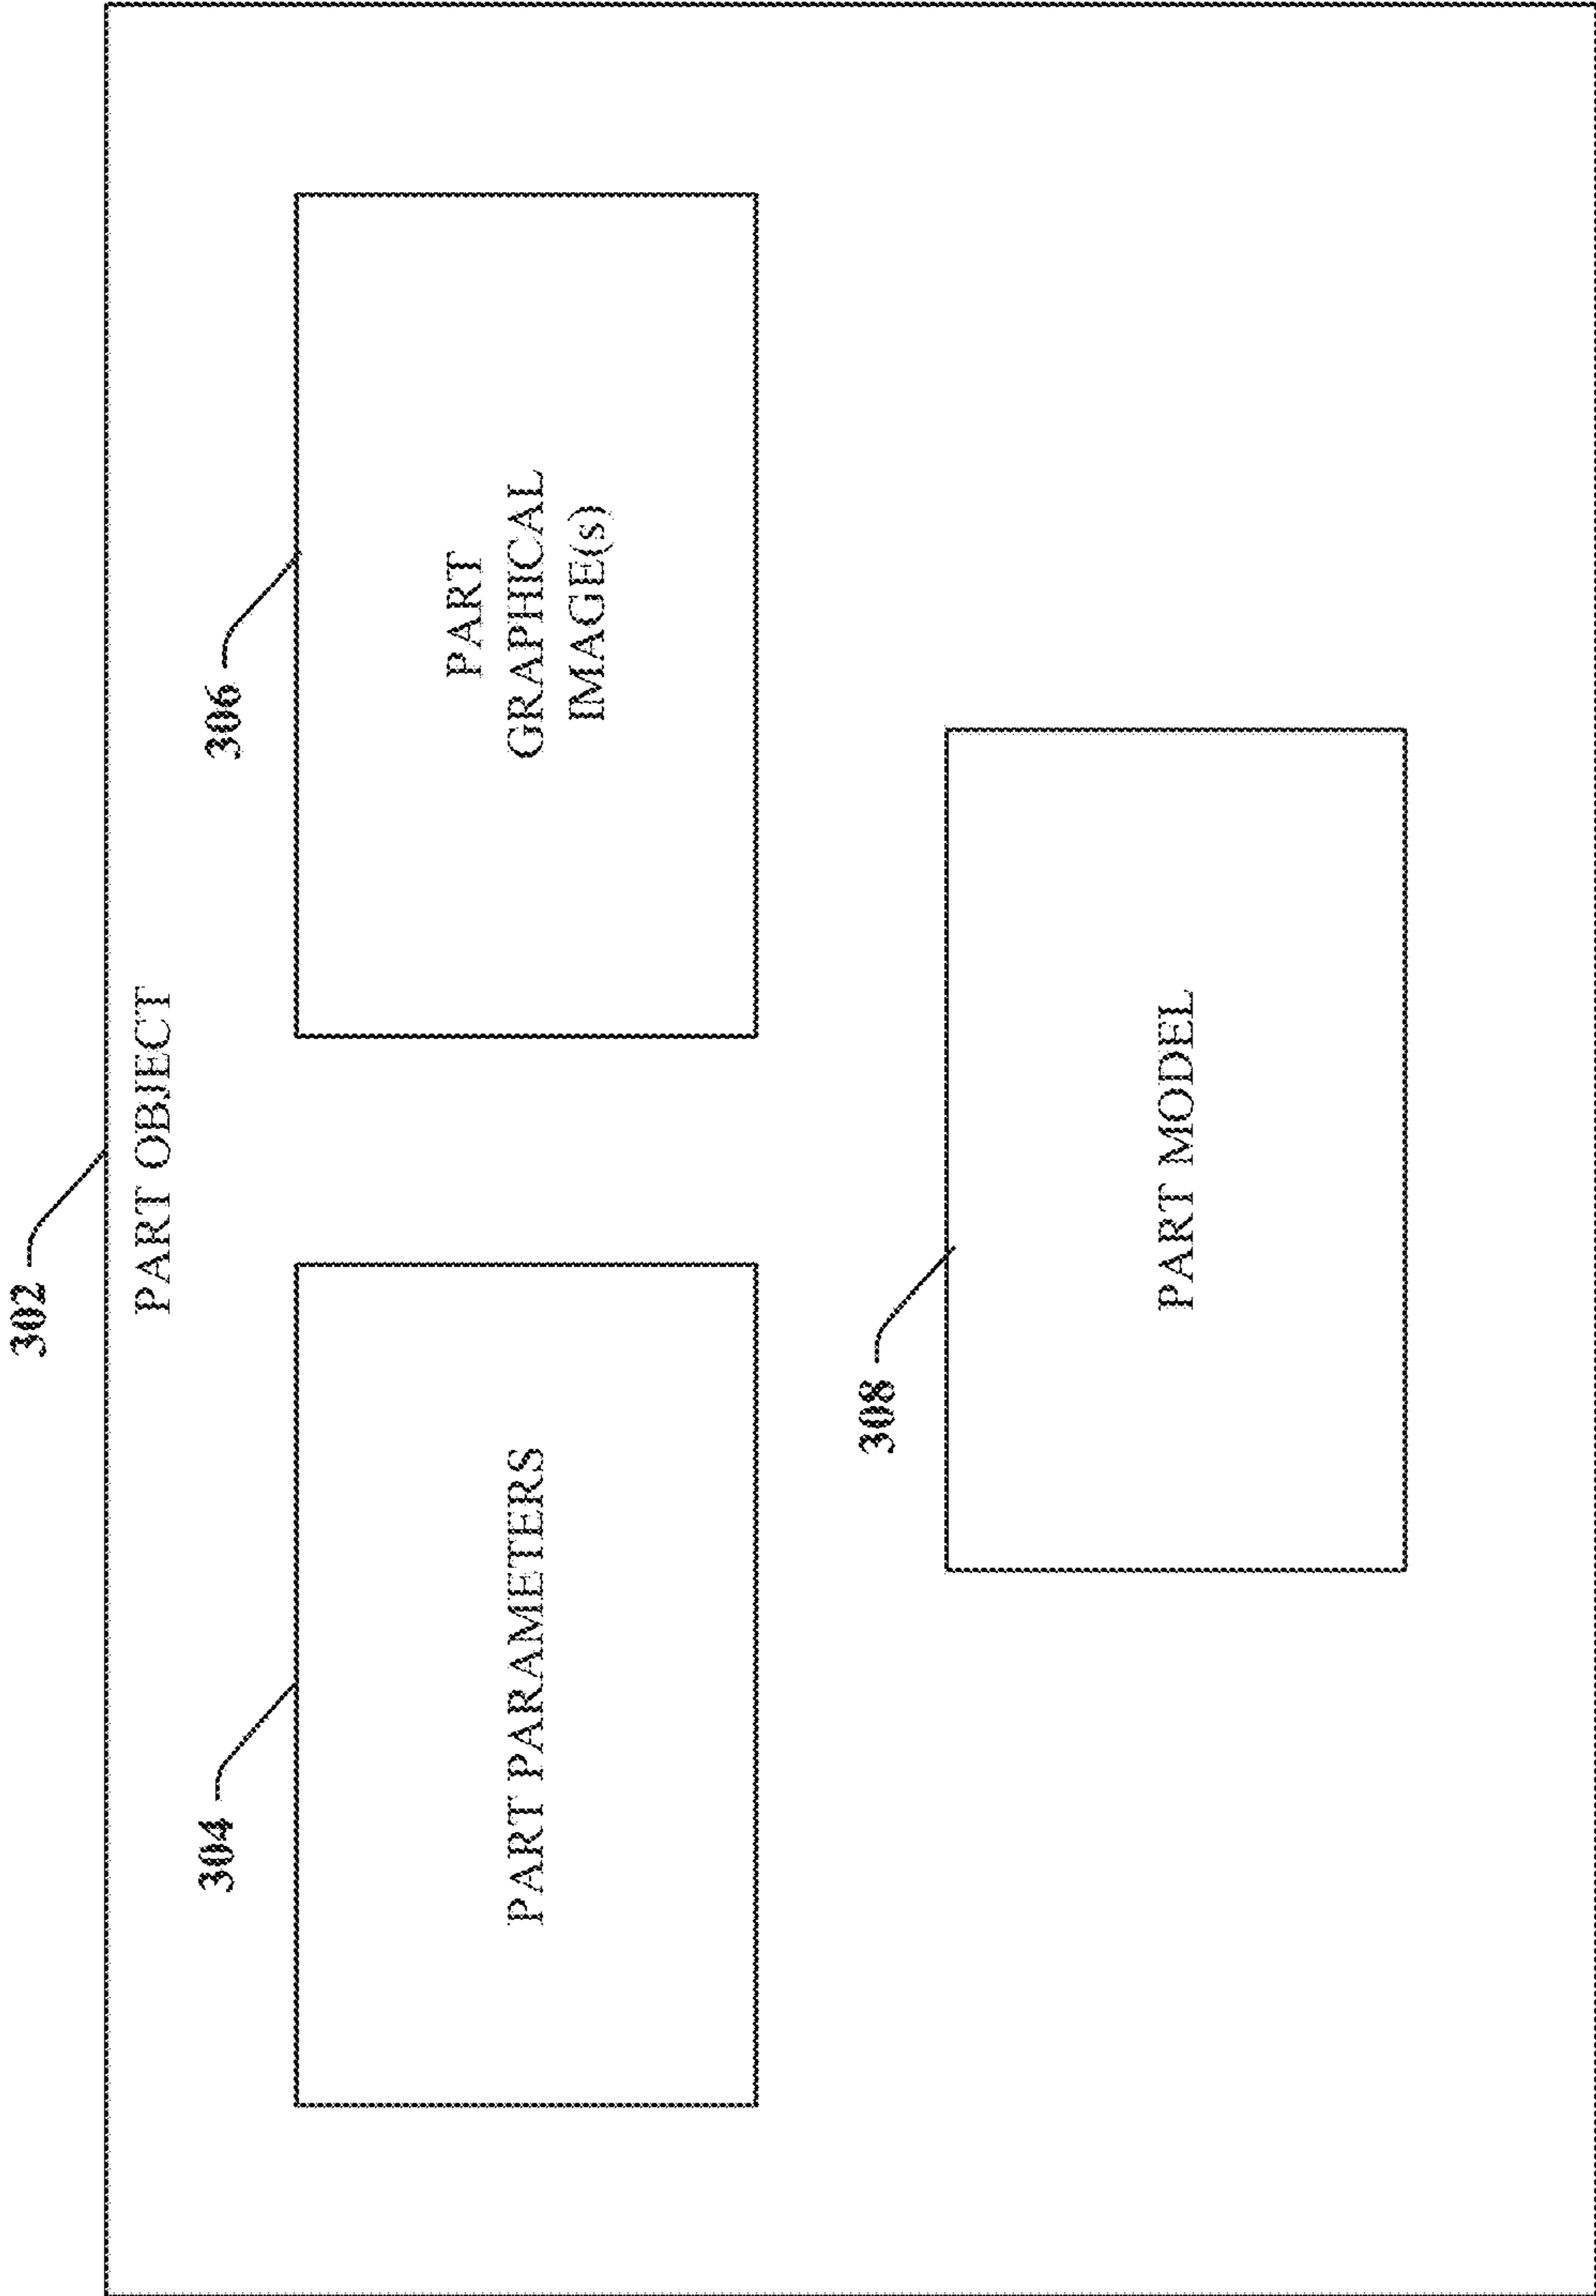 302
PART OBJECT
304
306
PART PARAMETERS
PART
GRAPHICAL
IMAGE(s)
308
PART MODEL